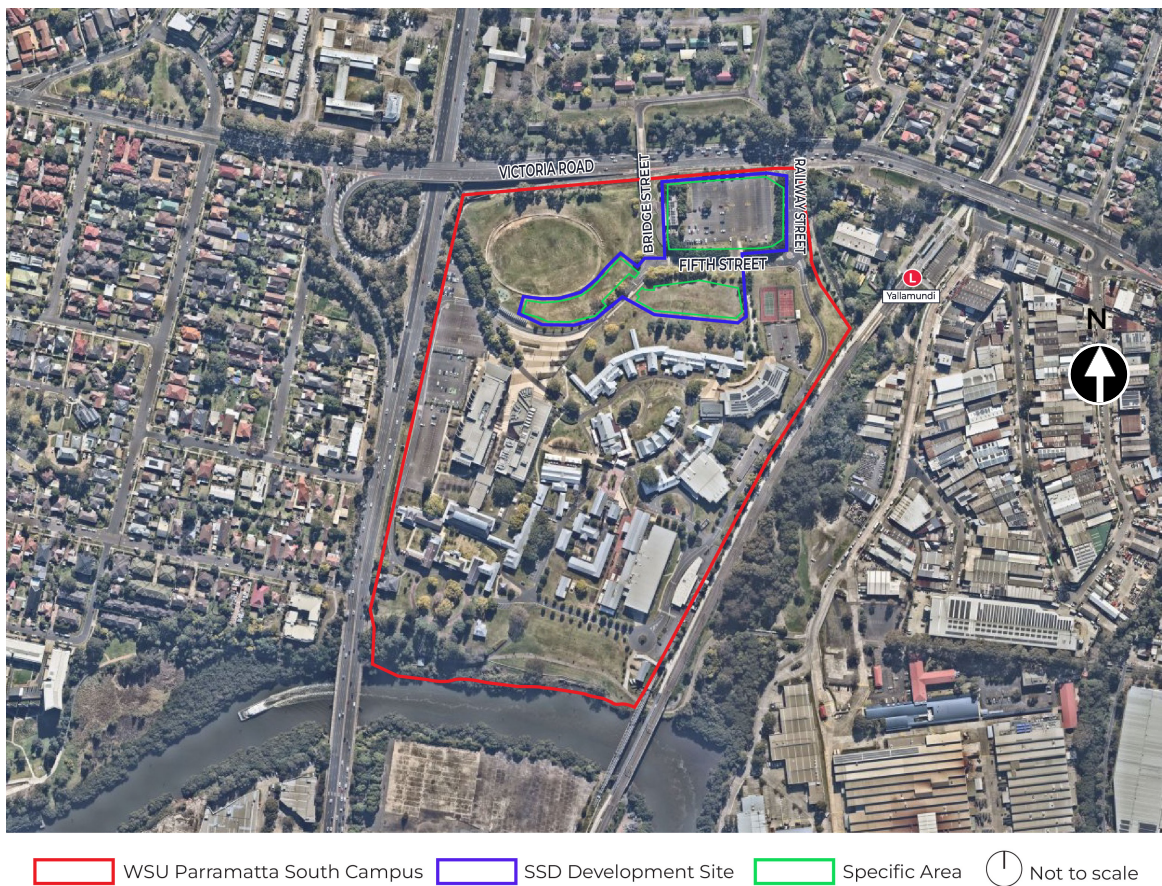 VICTORIA ROAD
BRIDGE STREET
RAILWAY STREET
FIFTH STREET
L
Yallamundi
N
WSU Parramatta South Campus
SSD Development Site
Specific Area
Not to scale